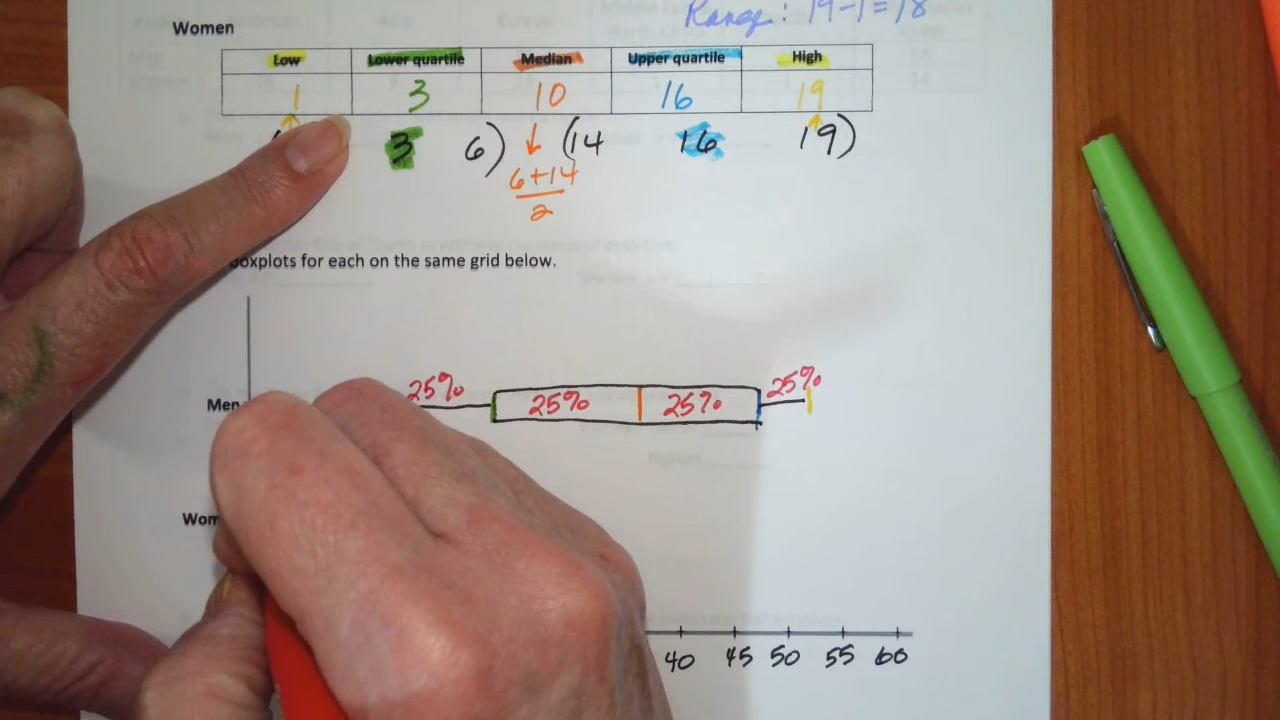 Range: 19-1=18
Women
Low Lower quartile Median Upper quartile High
1 3 10 16 19
3 6) (14 16 19)
6+14
2
oxplots for each on the same grid below.
25% 25%
Men 25% 25%
Wom
40 45 50 55 60